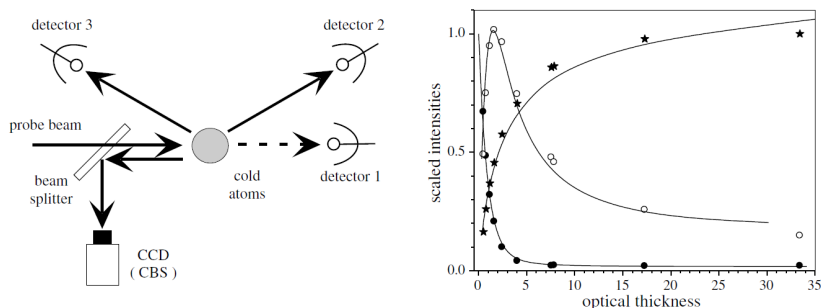 detector 3
detector 2
probe beam
beam
splitter
cold
atoms
detector 1
CCD
( CBS )
scaled intensities
1.0
0.5
0.0
0
5
10
15
20
25
30
35
optical thickness